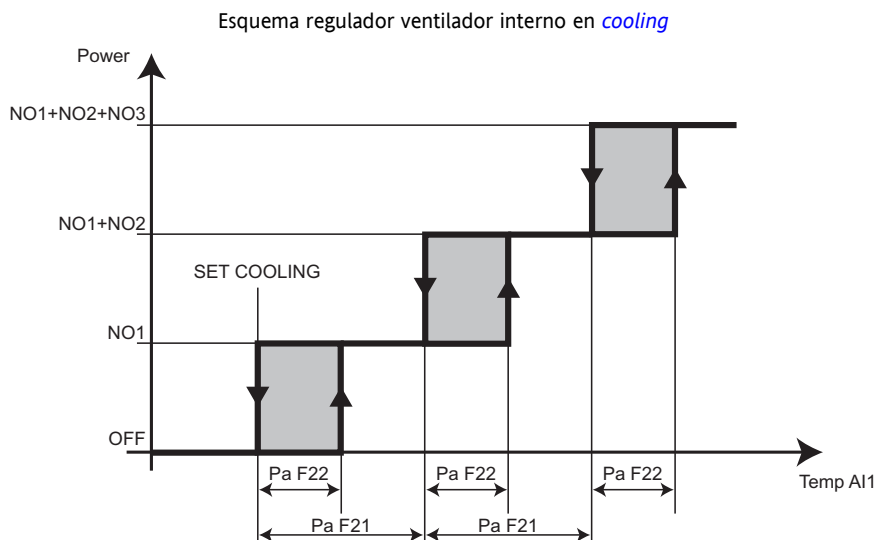 Esquema regulador ventilador interno en cooling
Power
NO1+NO2+NO3
NO1+NO2
SET COOLING
NO1
OFF
Pa F22 Pa F22 Pa F22
Temp AI1
Pa F21 Pa F21